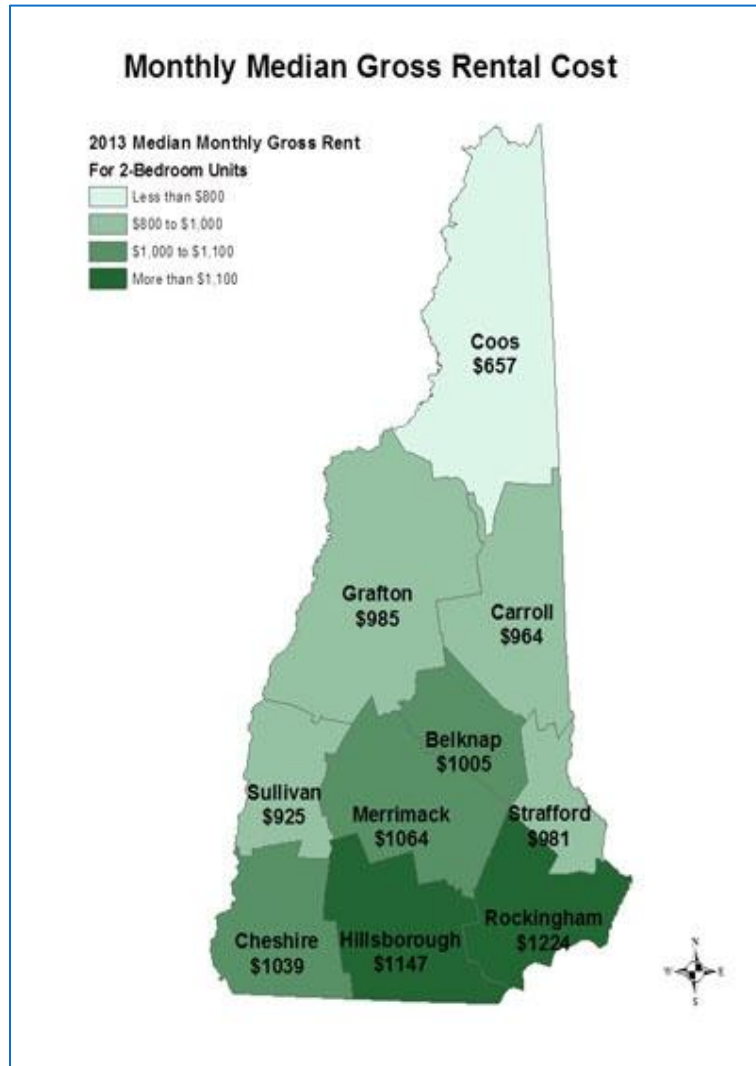 Monthly Median Gross Rental Cost
2013 Median Monthly Gross Rent
For 2-Bedroom Units
Less than $800
$800 to $1,000
$1,000 to $1,100
More than $1,100
Coos
$657
Grafton
$985
Carroll
$964
Belknap
$1005
Sullivan
$925
Merrimack
$1064
Strafford
$981
Cheshire
$1039
Hillsborough
$1147
Rockingham
$1224
N
W E
S